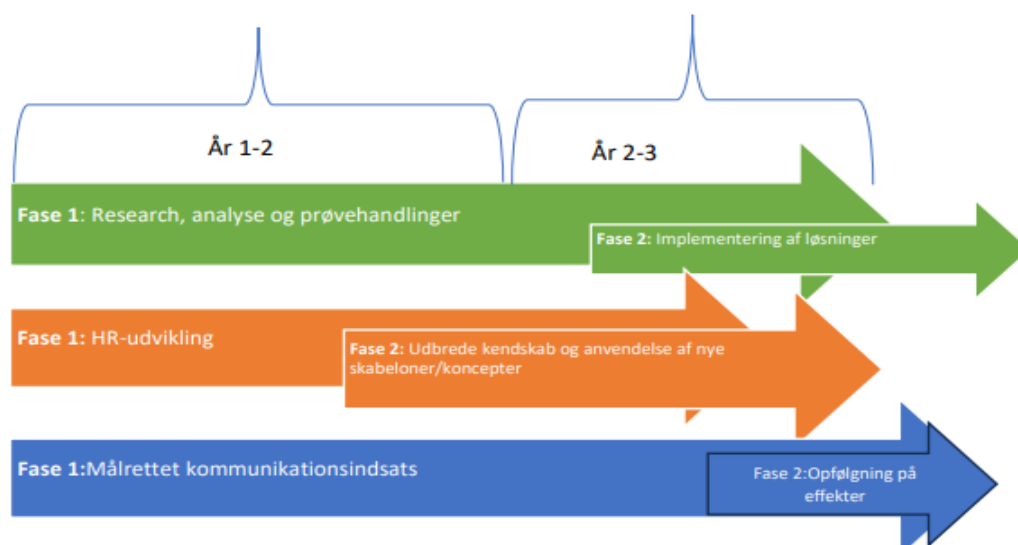 År 1-2
År 2-3
Fase 1: Research, analyse og prøvehandlinger
Fase 2: Implementering af løsninger
Fase 1: HR-udvikling
Fase 2: Udbrede kendskab og anvendelse af nye
skabeloner/koncepter
Fase 1:Målrettet kommunikationsindsats
Fase 2:Opfølgning på
effekter